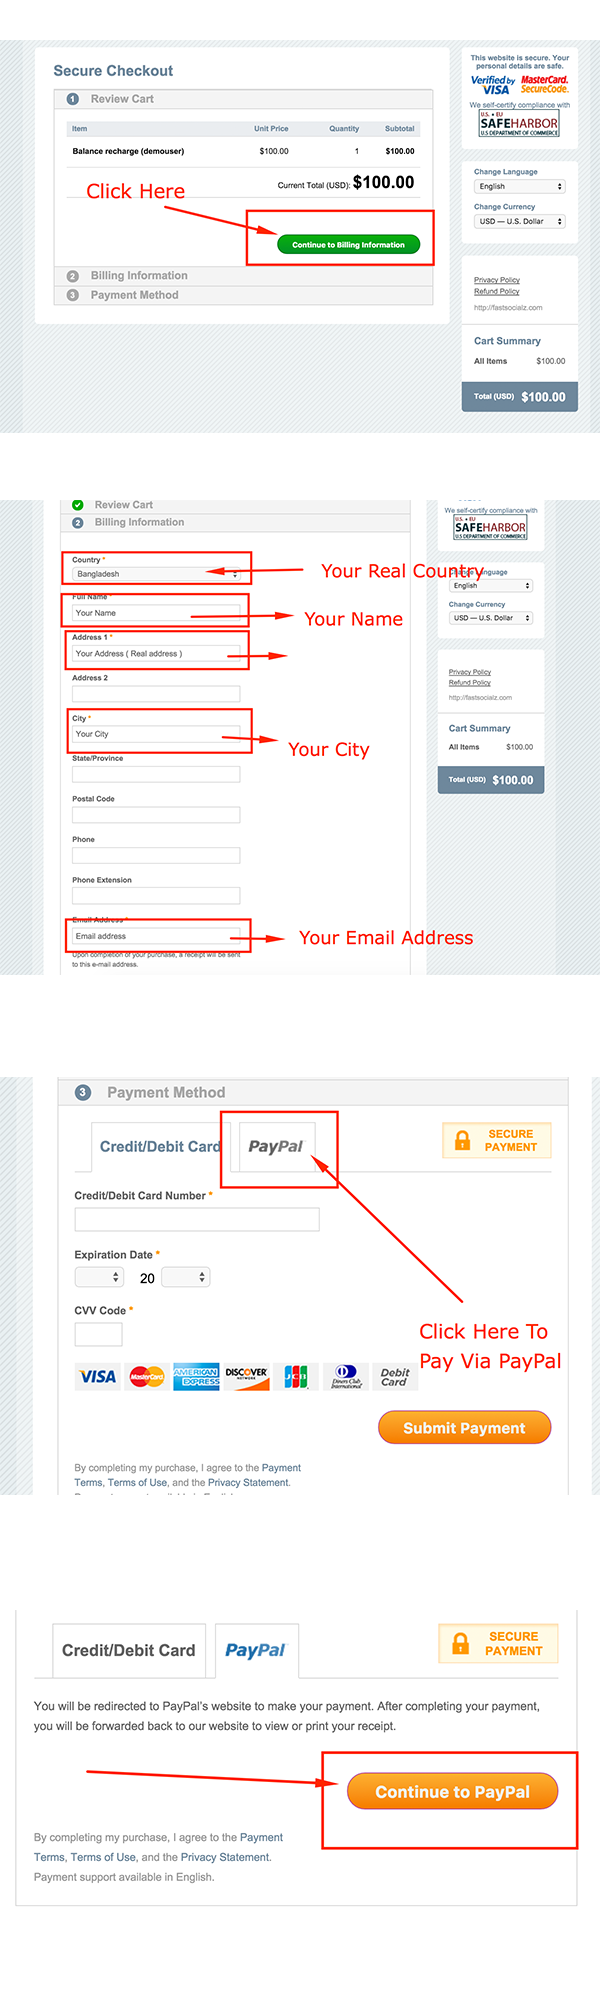 Secure Checkout
1 Review Cart
Item Unit Price Quantity Subtotal
Balance recharge (demouser) $100.00 1 $100.00
Current Total (USD): $100.00
Click Here
Continue to Billing Information
2 Billing Information
3 Payment Method
This website is secure. Your
personal details are safe.
Verified by VISA
MasterCard. SecureCode.
We self-certify compliance with
U.S. ★ EU
SAFEHARBOR
U.S. DEPARTMENT OF COMMERCE
Change Language
English
Change Currency
USD — U.S. Dollar
Privacy Policy
Refund Policy
http://fastsocialz.com
Cart Summary
All Items $100.00
Total (USD) $100.00
Review Cart
2 Billing Information
Country *
Bangladesh
Your Real Country
Full Name *
Your Name
Your Name
Address 1 *
Your Address ( Real address )
Address 2
City *
Your City
Your City
State/Province
Postal Code
Phone
Phone Extension
Email Address *
Email address
Your Email Address
Upon completion of your purchase, a receipt will be sent
to this e-mail address.
We self-certify compliance with
U.S. ★ EU
SAFEHARBOR
U.S. DEPARTMENT OF COMMERCE
Change Language
English
Change Currency
USD — U.S. Dollar
Privacy Policy
Refund Policy
http://fastsocialz.com
Cart Summary
All Items $100.00
Total (USD) $100.00
3 Payment Method
Credit/Debit Card
PayPal
SECURE
PAYMENT
Credit/Debit Card Number *
Expiration Date *
20
CVV Code *
Click Here To
Pay Via PayPal
VISA
MasterCard
AMERICAN EXPRESS
DISCOVER NETWORK
JCB
Diners Club International
Debit Card
Submit Payment
By completing my purchase, I agree to the Payment
Terms, Terms of Use, and the Privacy Statement.
Credit/Debit Card
PayPal
SECURE
PAYMENT
You will be redirected to PayPal's website to make your payment. After completing your payment,
you will be forwarded back to our website to view or print your receipt.
Continue to PayPal
By completing my purchase, I agree to the Payment
Terms, Terms of Use, and the Privacy Statement.
Payment support available in English.